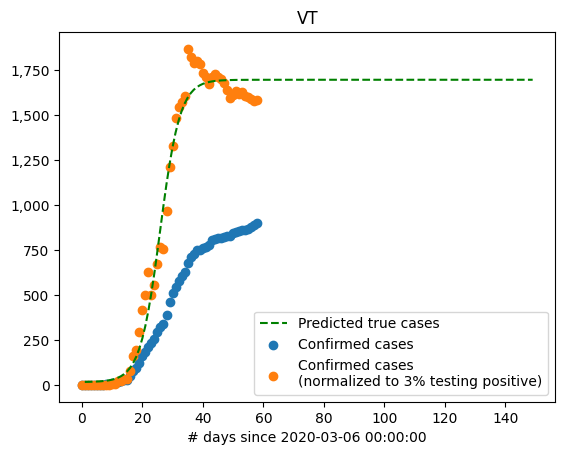 VT
1,750
1,500
1,250
1,000
750
500
250
0
0 20 40 60 80 100 120 140
# days since 2020-03-06 00:00:00
Predicted true cases
Confirmed cases
Confirmed cases
(normalized to 3% testing positive)